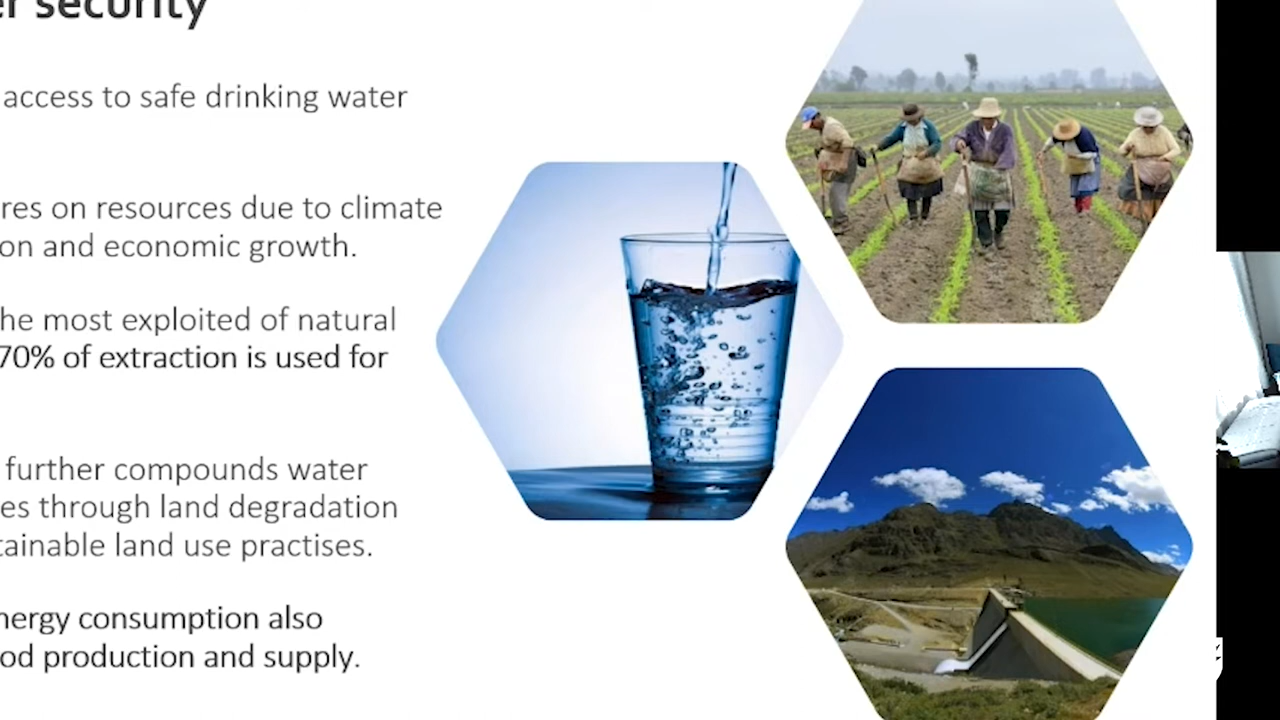 er security
access to safe drinking water
res on resources due to climate
on and economic growth.
he most exploited of natural
70% of extraction is used for
further compounds water
es through land degradation
tainable land use practises.
nergy consumption also
od production and supply.